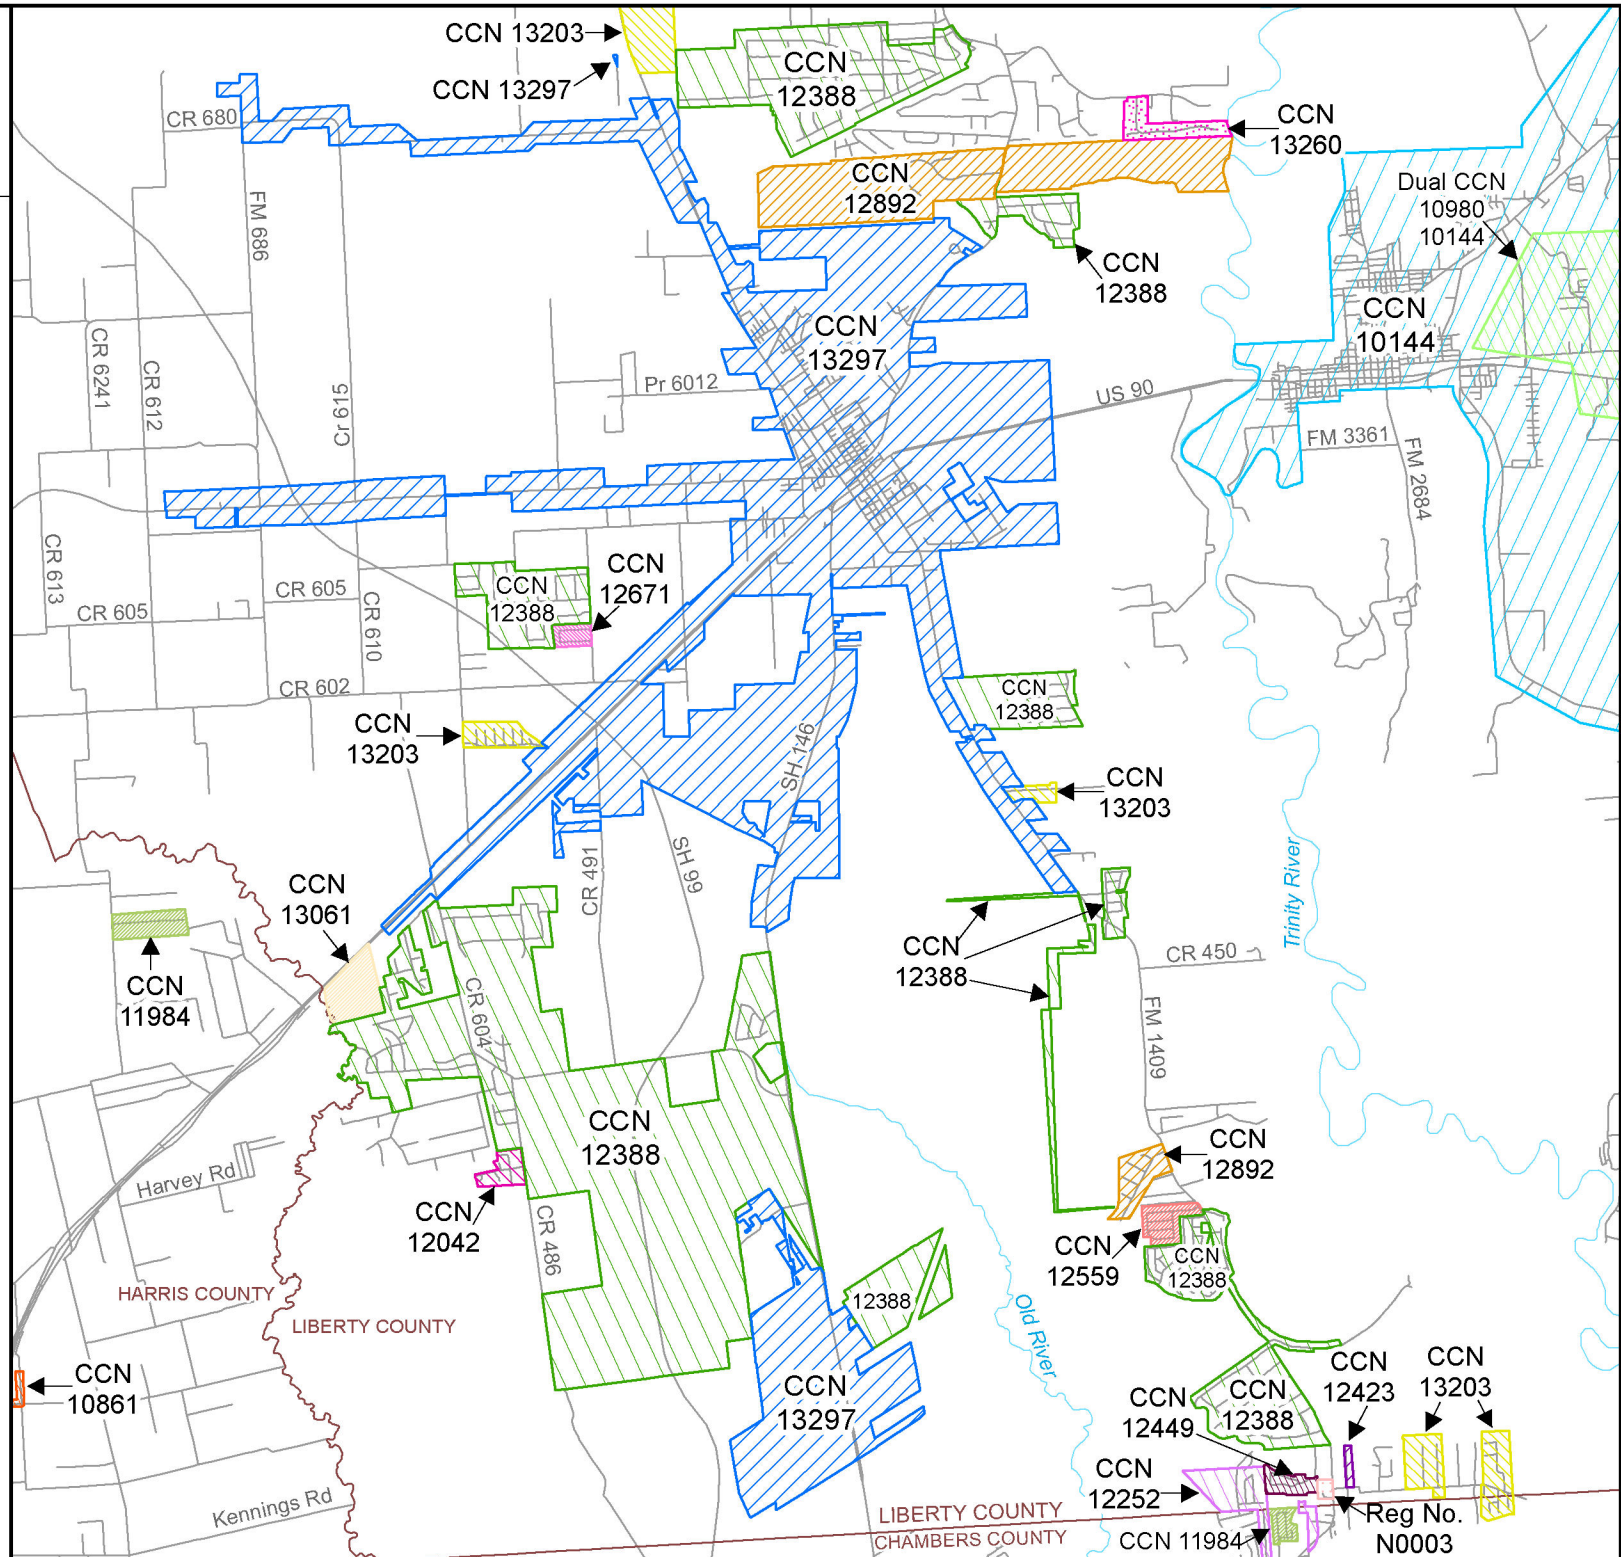 CCN 13203
CCN 13297
CCN
12388
CCN
13260
CR 680
CCN
12892
Dual CCN
10980
10144
FM 686
CCN
12388
CCN
13297
CCN
10144
CR 6241
CR 612
Cr 615
Pr 6012
US 90
FM 3361
FM 2684
CR 613
CCN
12388
CCN
12671
CR 605
CR 605
CR 610
CR 602
CCN
12388
CCN
13203
SH 146
CCN
13203
CR 491
SH 99
Trinity River
CCN
13061
CCN
11984
CCN
12388
CR 450
CR 604
FM 1409
CCN
12388
CCN
12892
Harvey Rd
CCN
12042
CR 486
CCN
12559
CCN
12388
HARRIS COUNTY
LIBERTY COUNTY
12388
Old River
CCN
10861
CCN
13297
CCN
12449
CCN
12388
CCN
12423
CCN
13203
CCN
12252
Kennings Rd
LIBERTY COUNTY
CHAMBERS COUNTY
CCN 11984
Reg No.
N0003